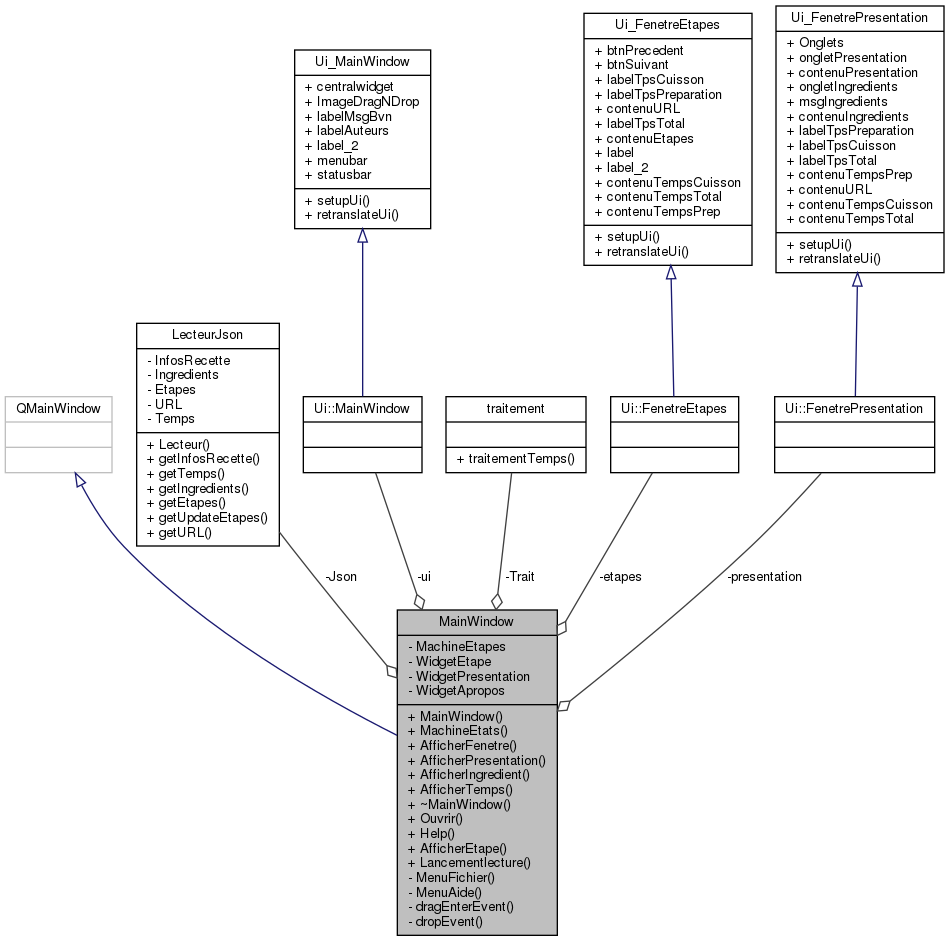 Ui_MainWindow
+ centralwidget
+ ImageDragNDrop
+ labelMsgBvn
+ labelAuteurs
+ label_2
+ menubar
+ statusbar
+ setupUi()
+ retranslateUi()
Ui_FenetreEtapes
+ btnPrecedent
+ btnSuivant
+ labelTpsCuisson
+ labelTpsPreparation
+ contenuURL
+ labelTpsTotal
+ contenuEtapes
+ label
+ label_2
+ contenuTempsCuisson
+ contenuTempsTotal
+ contenuTempsPrep
+ setupUi()
+ retranslateUi()
Ui_FenetrePresentation
+ Onglets
+ ongletPresentation
+ contenuPresentation
+ ongletIngredients
+ msgIngredients
+ contenuIngredients
+ labelTpsPreparation
+ labelTpsCuisson
+ labelTpsTotal
+ contenuTempsPrep
+ contenuURL
+ contenuTempsCuisson
+ contenuTempsTotal
+ setupUi()
+ retranslateUi()
QMainWindow
LecteurJson
- InfosRecette
- Ingredients
- Etapes
- URL
- Temps
+ Lecteur()
+ getInfosRecette()
+ getTemps()
+ getIngredients()
+ getEtapes()
+ getUpdateEtapes()
+ getURL()
Ui::MainWindow
traitement
+ traitementTemps()
Ui::FenetreEtapes
Ui::FenetrePresentation
-Json
-ui
-Trait
-etapes
-presentation
MainWindow
- MachineEtapes
- WidgetEtape
- WidgetPresentation
- WidgetApropos
+ MainWindow()
+ MachineEtats()
+ AfficherFenetre()
+ AfficherPresentation()
+ AfficherIngredient()
+ AfficherTemps()
+ ~MainWindow()
+ Ouvrir()
+ Help()
+ AfficherEtape()
+ Lancementlecture()
- MenuFichier()
- MenuAide()
- dragEnterEvent()
- dropEvent()